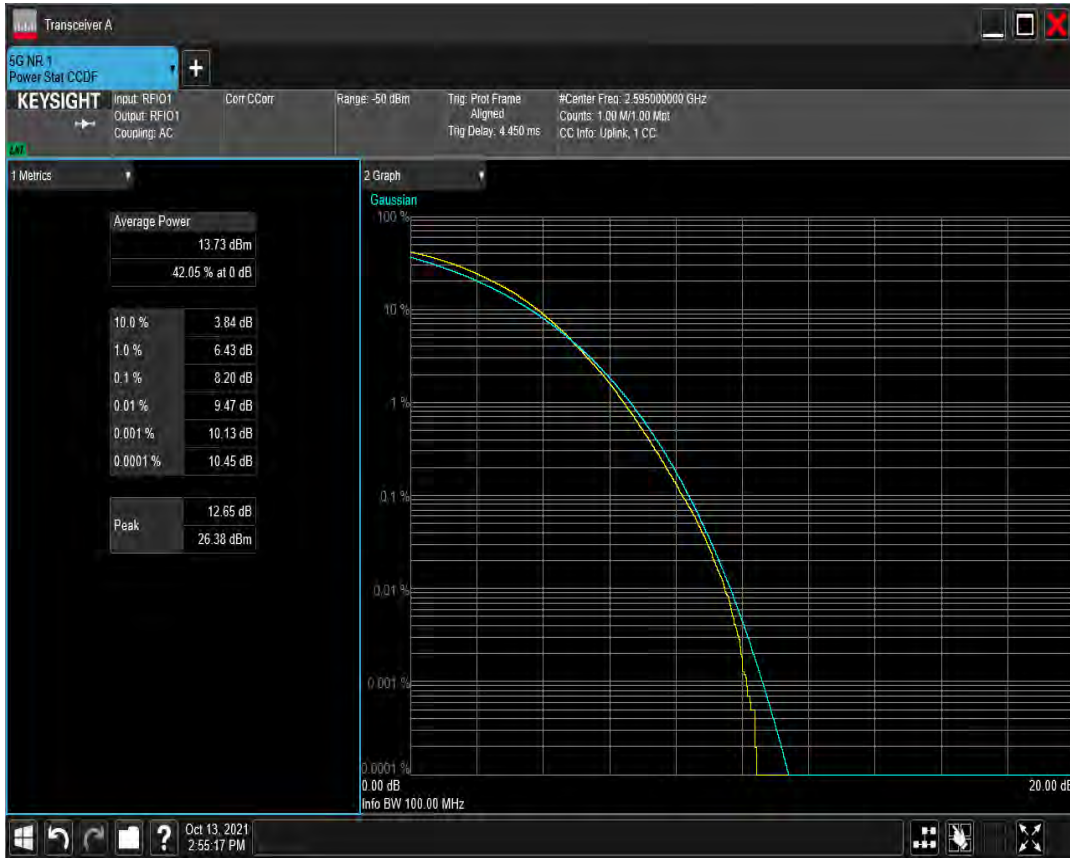 Transceiver A
5G NR 1
Power Stat CCDF
KEYSIGHT
Input: RFIO1
Output: RFIO1
Coupling: AC
Corr CCorr
Range: -50 dBm
Trig: Prot Frame
Aligned
Trig Delay: 4.450 ms
#Center Freq: 2.595000000 GHz
Counts: 1.00 M/1.00 Mpt
CC Info: Uplink, 1 CC
1 Metrics
Average Power
13.73 dBm
42.05 % at 0 dB
10.0 % 3.84 dB
1.0 % 6.43 dB
0.1 % 8.20 dB
0.01 % 9.47 dB
0.001 % 10.13 dB
0.0001 % 10.45 dB
Peak
12.65 dB
26.38 dBm
2 Graph
Gaussian
100 %
10 %
1 %
0.1 %
0.01 %
0.001 %
0.0001 %
0.00 dB
20.00 dB
Info BW 100.00 MHz
Oct 13, 2021
2:55:17 PM